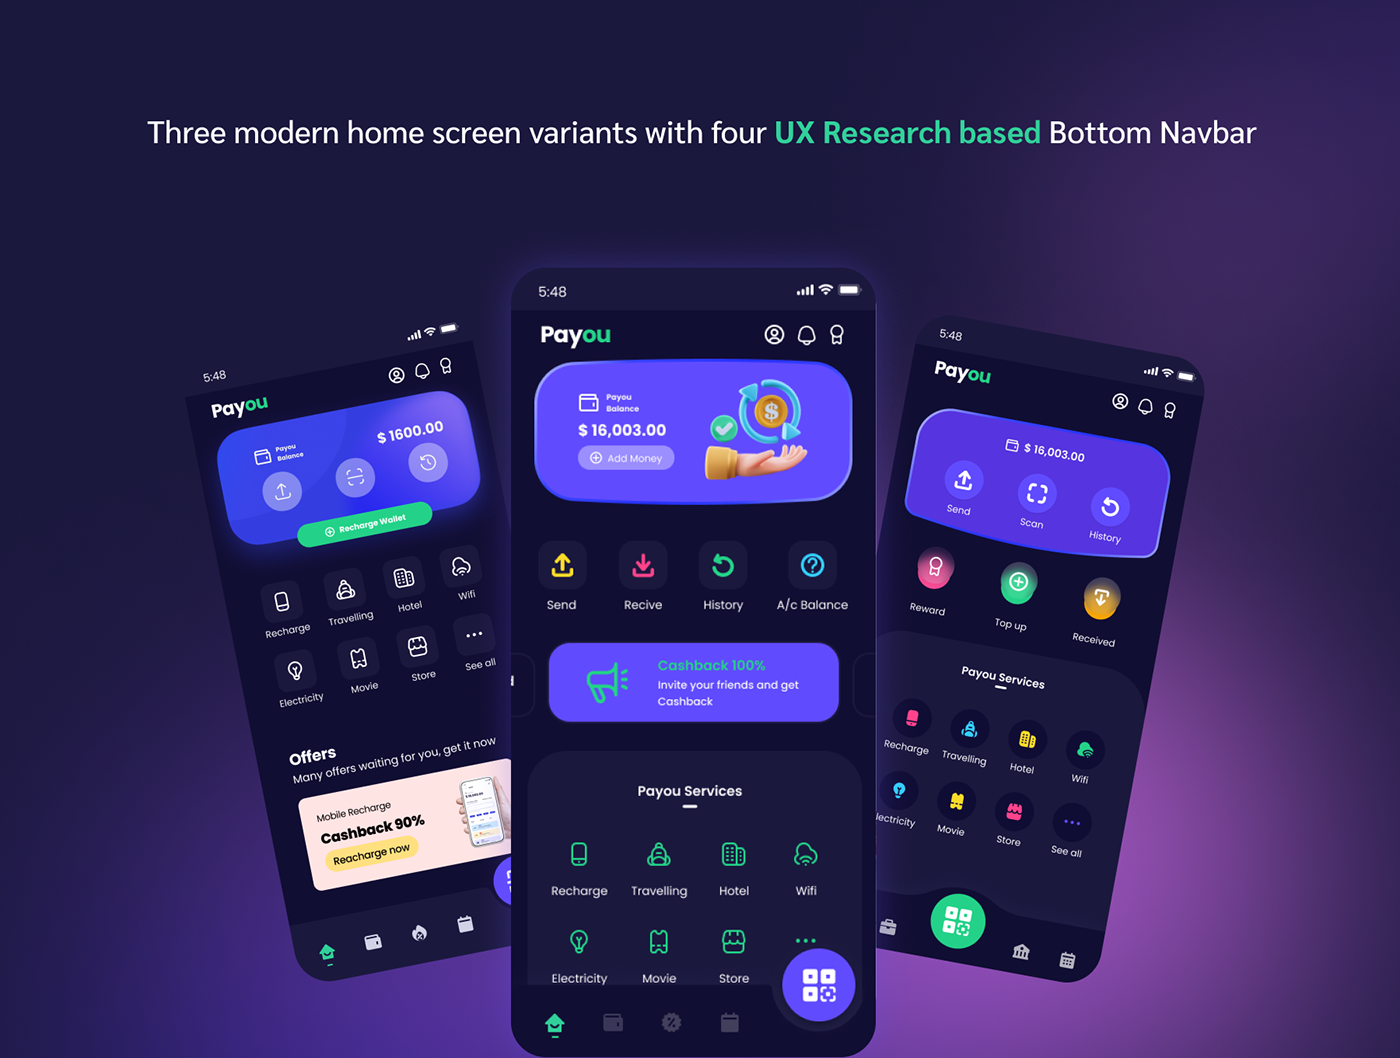 Three modern home screen variants with four UX Research based Bottom Navbar
5:48
Payou
Payou
Balance
$ 1600.00
Recharge Wallet
Recharge
Travelling
Hotel
Wifi
Electricity
Movie
Store
See all
Offers
Many offers waiting for you, get it now
Mobile Recharge
Cashback 90%
Reacharge now
5:48
Payou
Payou
Balance
$ 16,003.00
Add Money
Send
Recive
History
A/c Balance
Cashback 100%
Invite your friends and get
Cashback
Payou Services
Recharge
Travelling
Hotel
Wifi
Electricity
Movie
Store
5:48
Payou
$ 16,003.00
Send
Scan
History
Reward
Top up
Received
Payou Services
Recharge
Travelling
Hotel
Wifi
lectricity
Movie
Store
See all